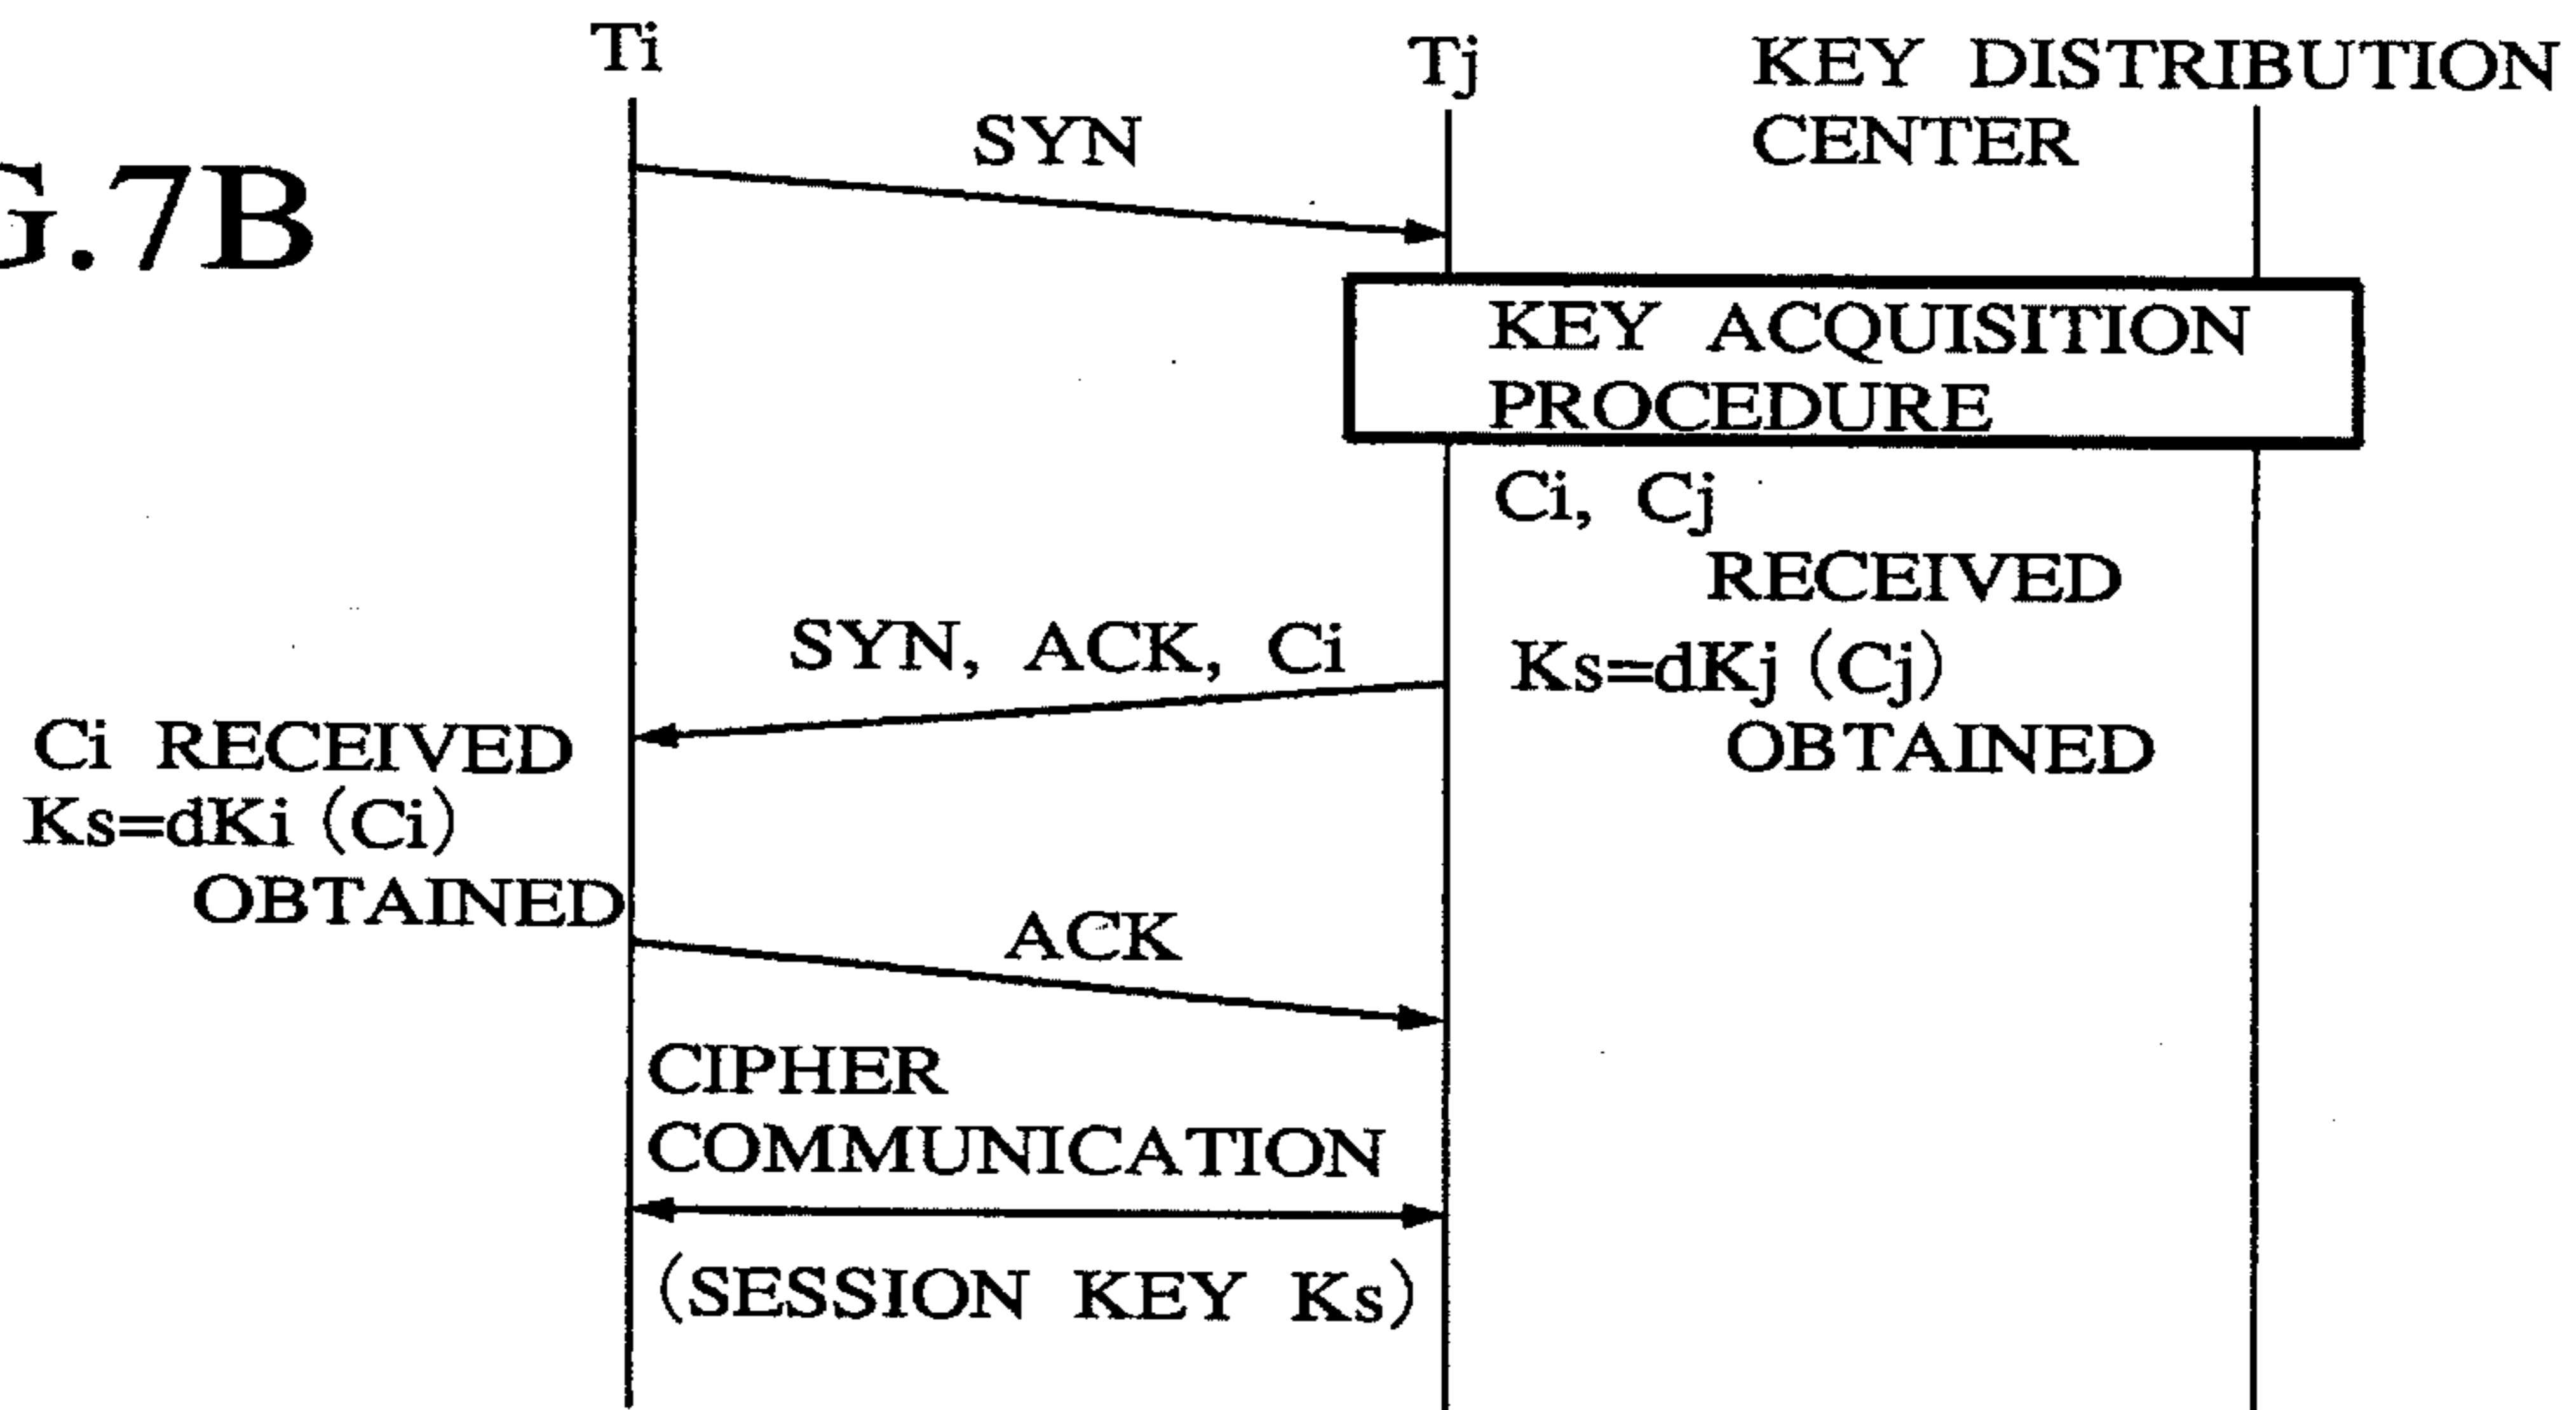 Ti
Tj
KEY DISTRIBUTION
CENTER
G.7B
SYN
KEY ACQUISITION
PROCEDURE
Ci, Cj
RECEIVED
SYN, ACK, Ci
Ks=dKj (Cj)
OBTAINED
Ci RECEIVED
Ks=dKi (Ci)
OBTAINED
ACK
CIPHER
COMMUNICATION
(SESSION KEY Ks)